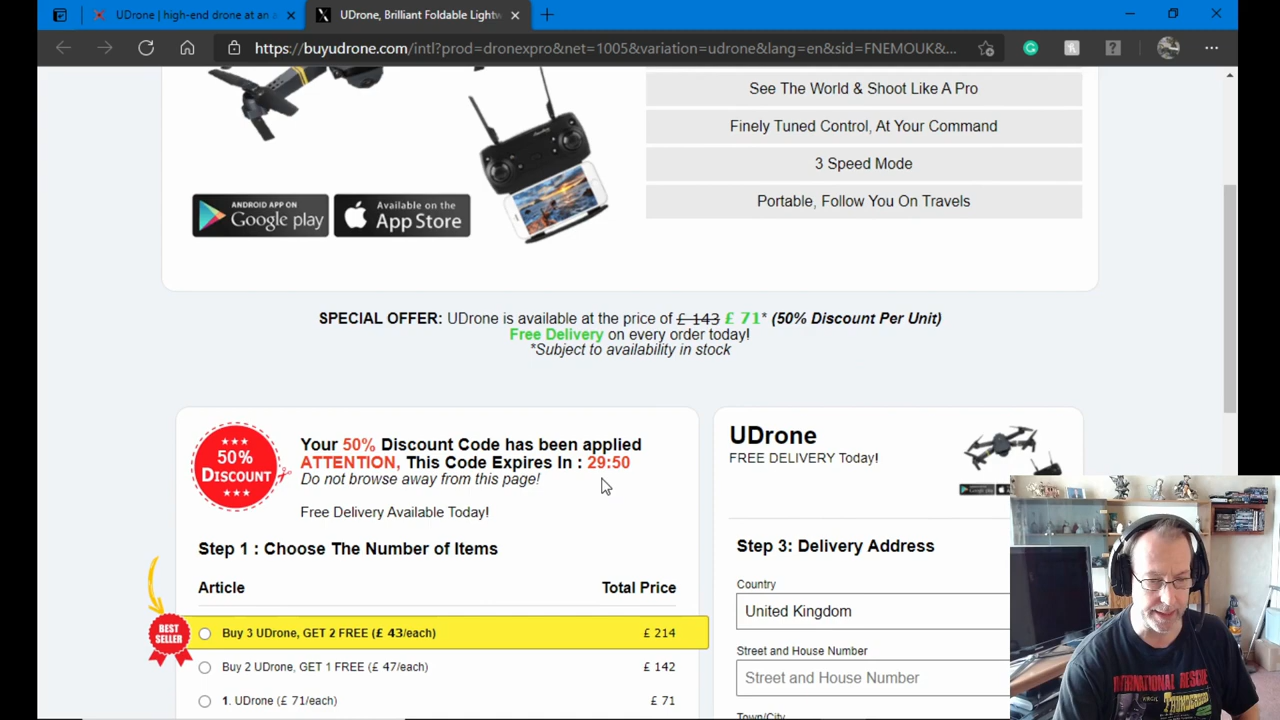 UDrone | high-end drone at an a
UDrone, Brilliant Foldable Lightw
https://buyudrone.com/intl?prod=dronexpro&net=1005&variation=udrone&lang=en&sid=FNEMOUK&...
See The World & Shoot Like A Pro
Finely Tuned Control, At Your Command
3 Speed Mode
Portable, Follow You On Travels
ANDROID APP ON
Google play
Available on the
App Store
SPECIAL OFFER: UDrone is available at the price of £ 143 £ 71* (50% Discount Per Unit)
Free Delivery on every order today!
*Subject to availability in stock
50%
DISCOUNT
Your 50% Discount Code has been applied
ATTENTION, This Code Expires In : 29:50
Do not browse away from this page!
Free Delivery Available Today!
Step 1 : Choose The Number of Items
Article Total Price
BEST
SELLER
Buy 3 UDrone, GET 2 FREE (£ 43/each) £ 214
Buy 2 UDrone, GET 1 FREE (£ 47/each) £ 142
1. UDrone (£ 71/each) £ 71
UDrone
FREE DELIVERY Today!
Step 3: Delivery Address
Country
United Kingdom
Street and House Number
Street and House Number
Town/City
INTERNATIONAL RESCUE
VIRGIL
THUNDERBIRDS